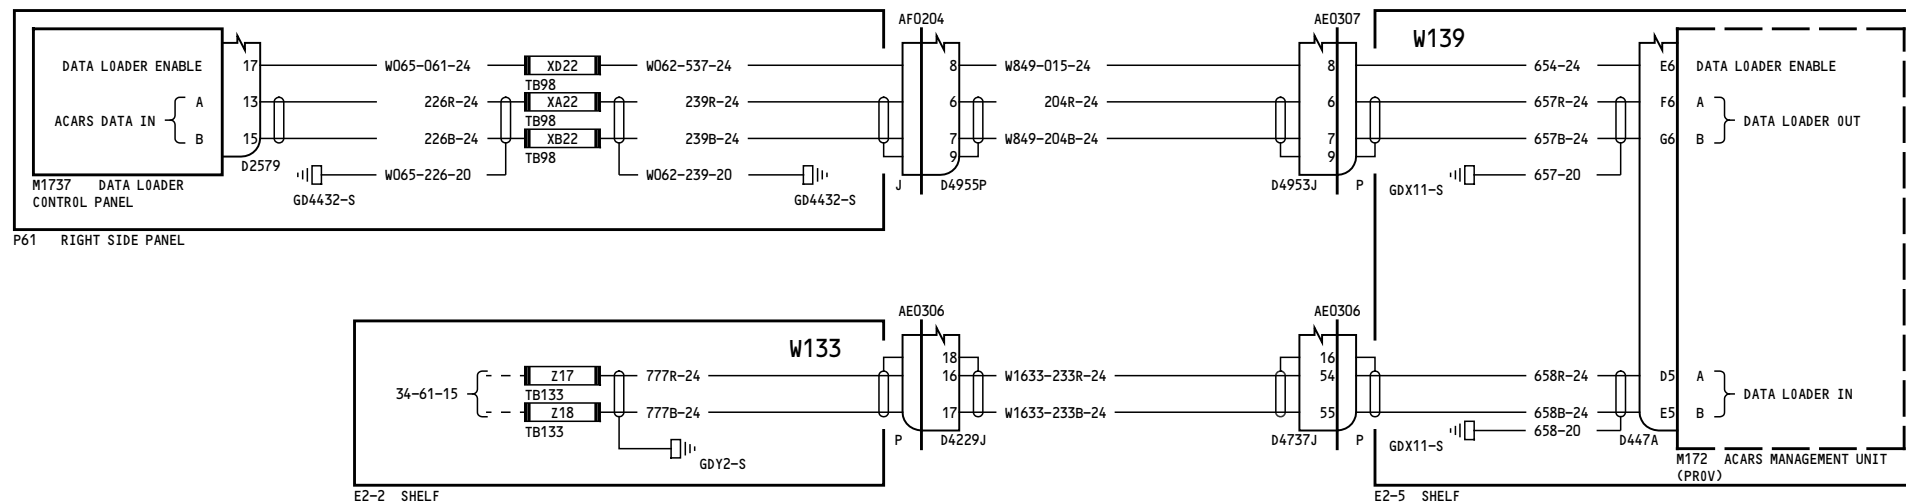 AF0204
AE0307
W139
DATA LOADER ENABLE
17
W065-061-24
XD22
W062-537-24
8
W849-015-24
8
654-24
E6
DATA LOADER ENABLE
TB98
A
13
226R-24
XA22
239R-24
6
204R-24
6
657R-24
F6
A
ACARS DATA IN
TB98
DATA LOADER OUT
B
15
226B-24
XB22
239B-24
7
W849-204B-24
7
657B-24
G6
B
TB98
9
9
D2579
W065-226-20
W062-239-20
657-20
M1737 DATA LOADER
CONTROL PANEL
GD4432-S
GD4432-S
J
D4955P
D4953J
P
GDX11-S
P61 RIGHT SIDE PANEL
AE0306
AE0306
W133
18
16
34-61-15
Z17
777R-24
16
W1633-233R-24
54
658R-24
D5
A
TB133
DATA LOADER IN
Z18
777B-24
17
W1633-233B-24
55
658B-24
E5
B
TB133
658-20
P
D4229J
D4737J
P
GDX11-S
D447A
GDY2-S
M172 ACARS MANAGEMENT UNIT
(PROV)
E2-2 SHELF
E2-5 SHELF